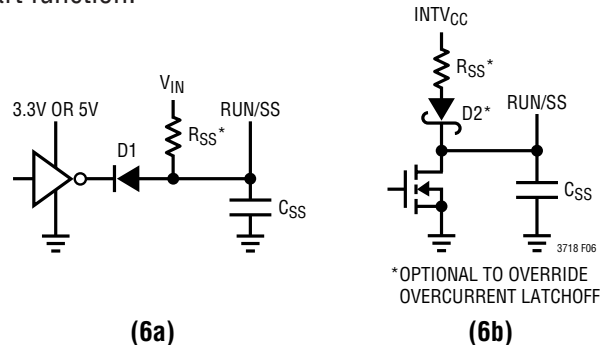 INTVCC
RSS*
D2*
RUN/SS
CSS
3718 F06
*OPTIONAL TO OVERRIDE
OVERCURRENT LATCHOFF
(6b)
VIN
3.3V OR 5V
RSS*
RUN/SS
D1
CSS
(6a)